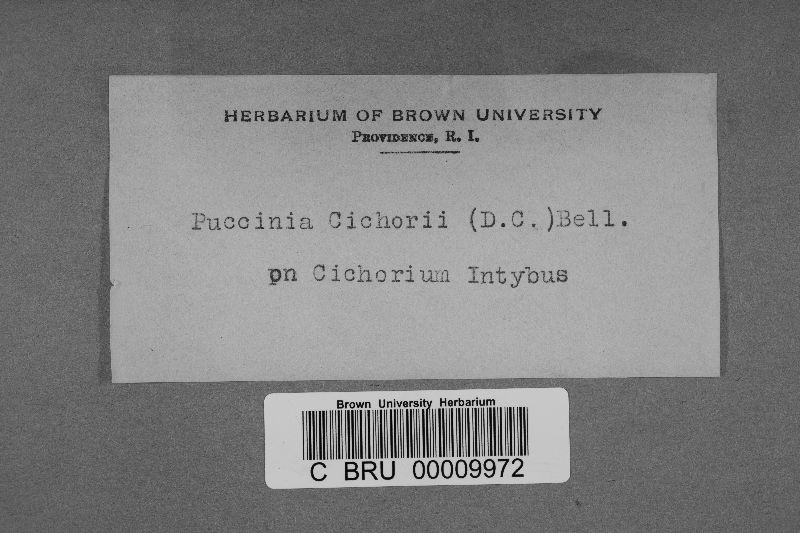 HERBARIUM OF BROWN UNIVERSITY
PROVIDENCE, R. I.
Puccinia Cichorii (D.C.)Bell.
on Cichorium Intybus
Brown University Herbarium
C BRU 00009972